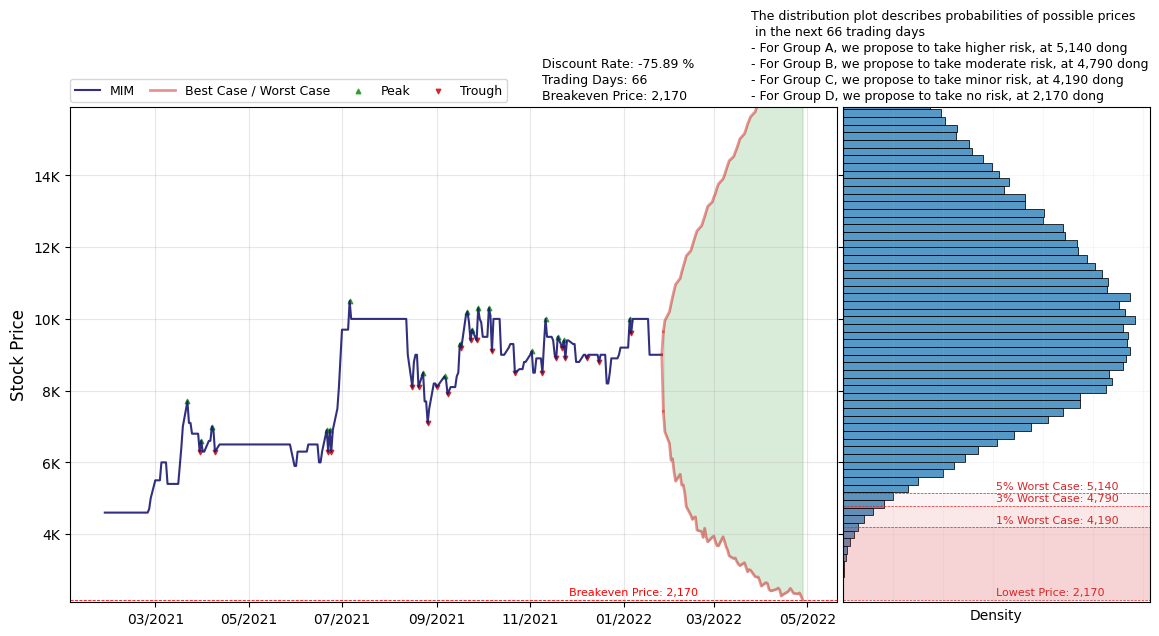 The distribution plot describes probabilities of possible prices
in the next 66 trading days
- For Group A, we propose to take higher risk, at 5,140 dong
- For Group B, we propose to take moderate risk, at 4,790 dong
- For Group C, we propose to take minor risk, at 4,190 dong
- For Group D, we propose to take no risk, at 2,170 dong
Discount Rate: -75.89 %
Trading Days: 66
Breakeven Price: 2,170
MIM
Best Case / Worst Case
Peak
Trough
Stock Price
14K
12K
10K
8K
6K
4K
5% Worst Case: 5,140
3% Worst Case: 4,790
1% Worst Case: 4,190
Breakeven Price: 2,170
Lowest Price: 2,170
03/2021
05/2021
07/2021
09/2021
11/2021
01/2022
03/2022
05/2022
Density